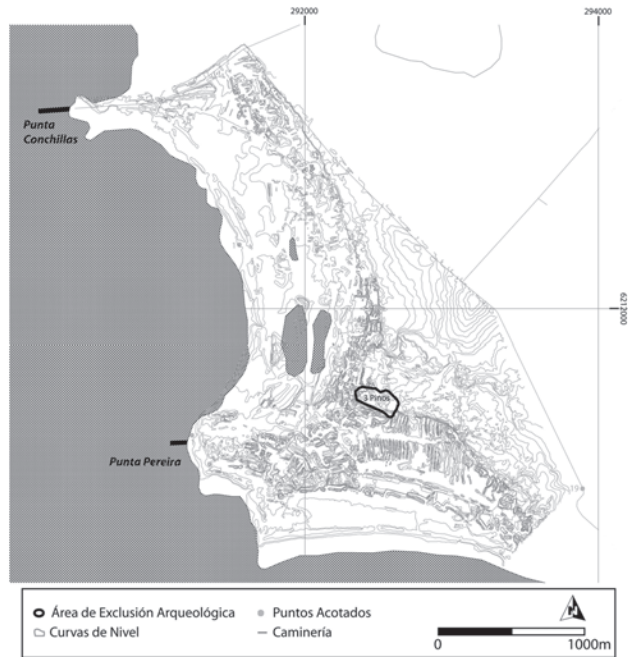 292000
294000
Punta
Conchillas
6212000
3 Pinos
Punta Pereira
19
Área de Exclusión Arqueológica
Puntos Acotados
Curvas de Nivel
Caminería
N
0
1000m